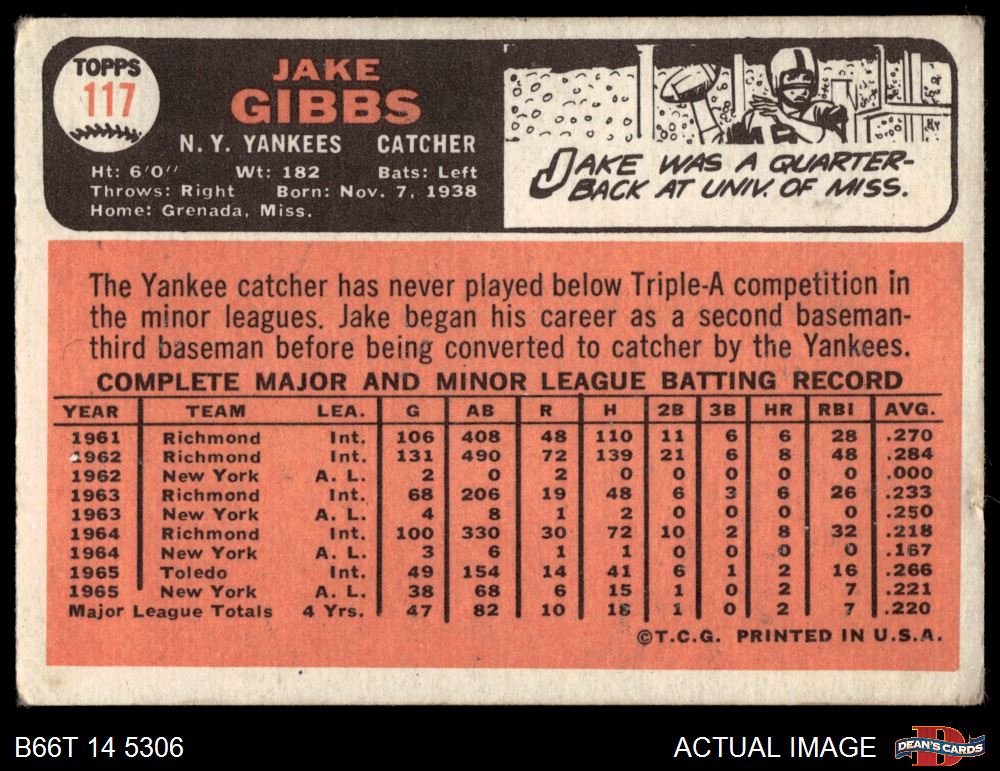 TOPPS
117
JAKE
GIBBS
N. Y. YANKEES CATCHER
Ht: 6'0" Wt: 182 Bats: Left
Throws: Right Born: Nov. 7, 1938
Home: Grenada, Miss.
JAKE WAS A QUARTER-
BACK AT UNIV. OF MISS.
The Yankee catcher has never played below Triple-A competition in
the minor leagues. Jake began his career as a second baseman-
third baseman before being converted to catcher by the Yankees.
COMPLETE MAJOR AND MINOR LEAGUE BATTING RECORD
YEAR TEAM LEA. G AB R H 2B 3B HR RBI AVG.
1961 Richmond Int. 106 408 48 110 11 6 6 28 .270
1962 Richmond Int. 131 490 72 139 21 6 8 48 .284
1962 New York A. L. 2 0 2 0 0 0 0 0 .000
1963 Richmond Int. 68 206 19 48 6 3 6 26 .233
1963 New York A. L. 4 8 1 2 0 0 0 0 .250
1964 Richmond Int. 100 330 30 72 10 2 8 32 .218
1964 New York A. L. 3 6 1 1 0 0 0 0 .167
1965 Toledo Int. 49 154 14 41 6 1 2 16 .266
1965 New York A. L. 38 68 6 15 1 0 2 7 .221
Major League Totals 4 Yrs. 47 82 10 18 1 0 2 7 .220
©T.C.G. PRINTED IN U.S.A.
B66T 14 5306
ACTUAL IMAGE
DEAN'S CARDS